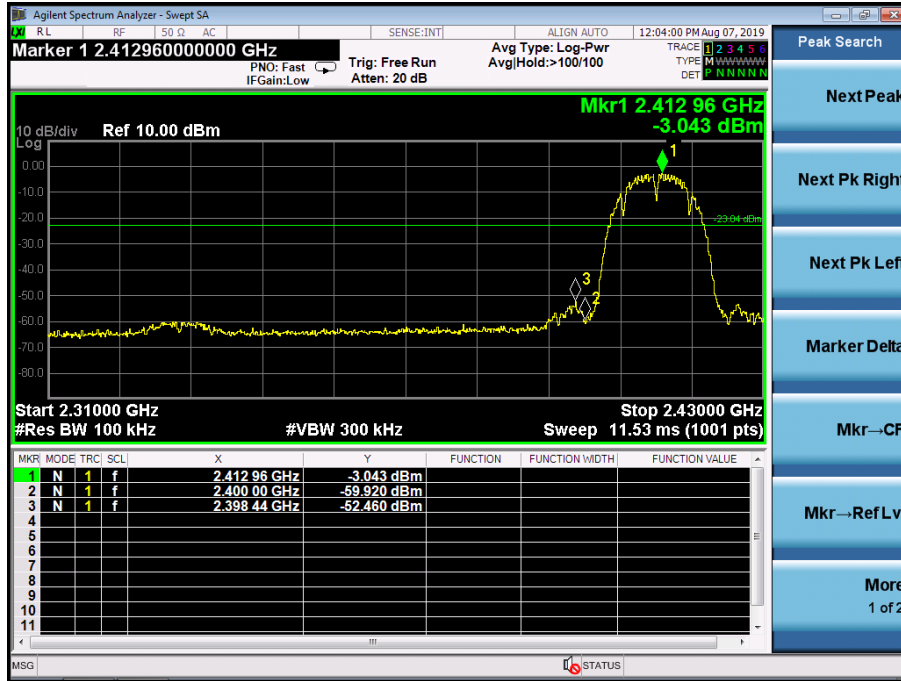 Agilent Spectrum Analyzer - Swept SA
LXI RL RF 50 Ω AC SENSE:INT ALIGN AUTO 12:04:00 PM Aug 07, 2019
Marker 1 2.412960000000 GHz
PNO: Fast
IFGain:Low
Trig: Free Run
Atten: 20 dB
Avg Type: Log-Pwr
Avg|Hold:>100/100
TRACE 1 2 3 4 5 6
TYPE M WWWWW
DET P N N N N N
Peak Search
Next Peak
Next Pk Right
Next Pk Left
Marker Delta
Mkr→CF
Mkr→Ref Lv
More
1 of 2
Mkr1 2.412 96 GHz
-3.043 dBm
10 dB/div Ref 10.00 dBm
Log
1
0.00
-10.0
-20.0
-23.04 dBm
-30.0
-40.0
3
-50.0
2
-60.0
-70.0
-80.0
Start 2.31000 GHz Stop 2.43000 GHz
#Res BW 100 kHz #VBW 300 kHz Sweep 11.53 ms (1001 pts)
MKR MODE TRC SCL X Y FUNCTION FUNCTION WIDTH FUNCTION VALUE
1 N 1 f 2.412 96 GHz -3.043 dBm
2 N 1 f 2.400 00 GHz -59.920 dBm
3 N 1 f 2.398 44 GHz -52.460 dBm
4
5
6
7
8
9
10
11
MSG STATUS